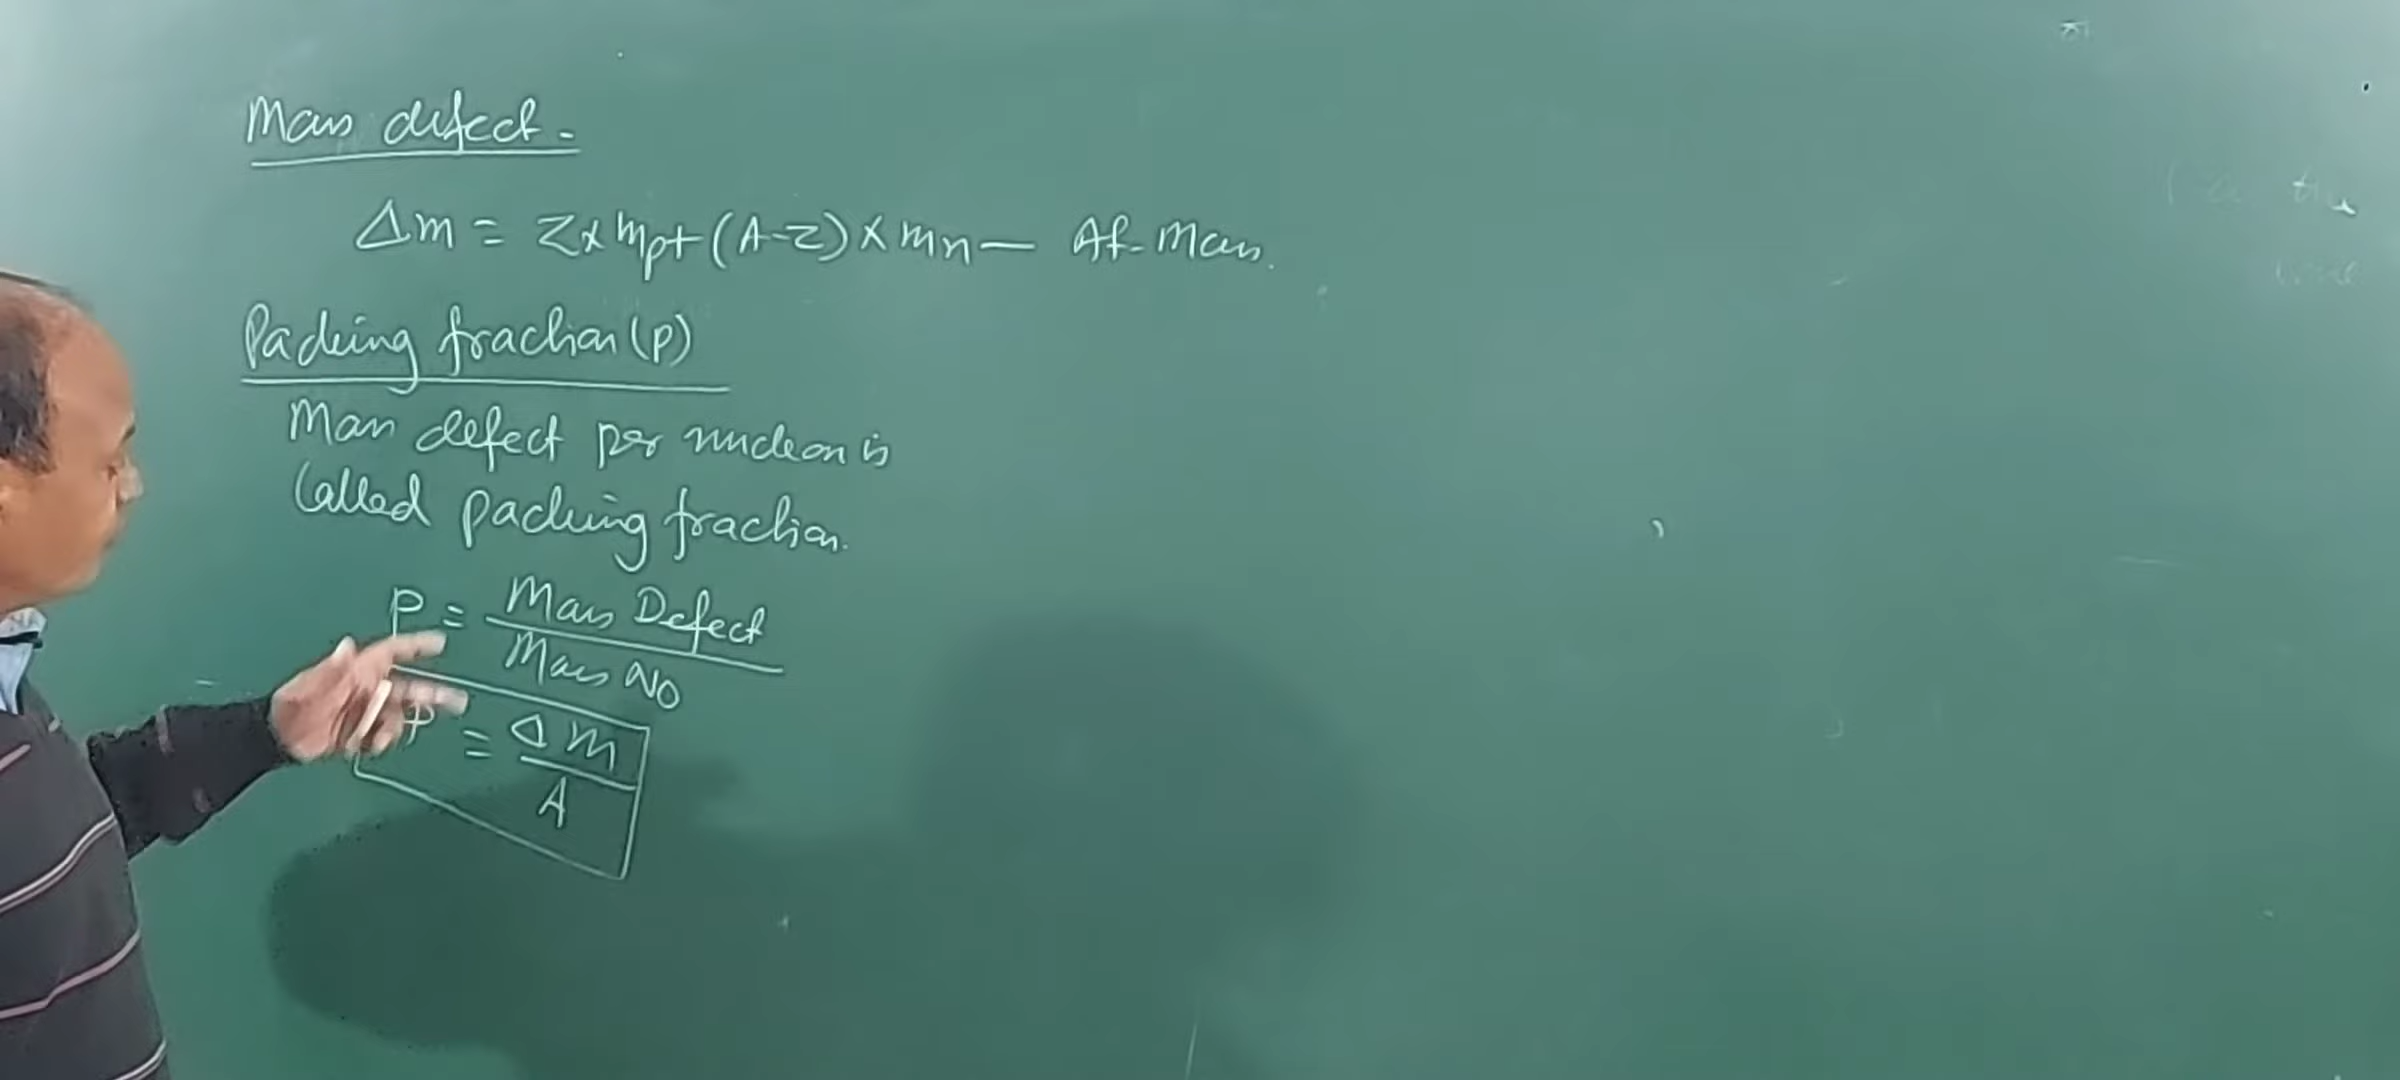 Mass defect -
Δm = Z x mp + (A-Z) x mn — At. Mass.
Packing fraction (P)
Mass defect per nucleon is
Called packing fraction.
P = Mass Defect / Mass No
P = Δm / A